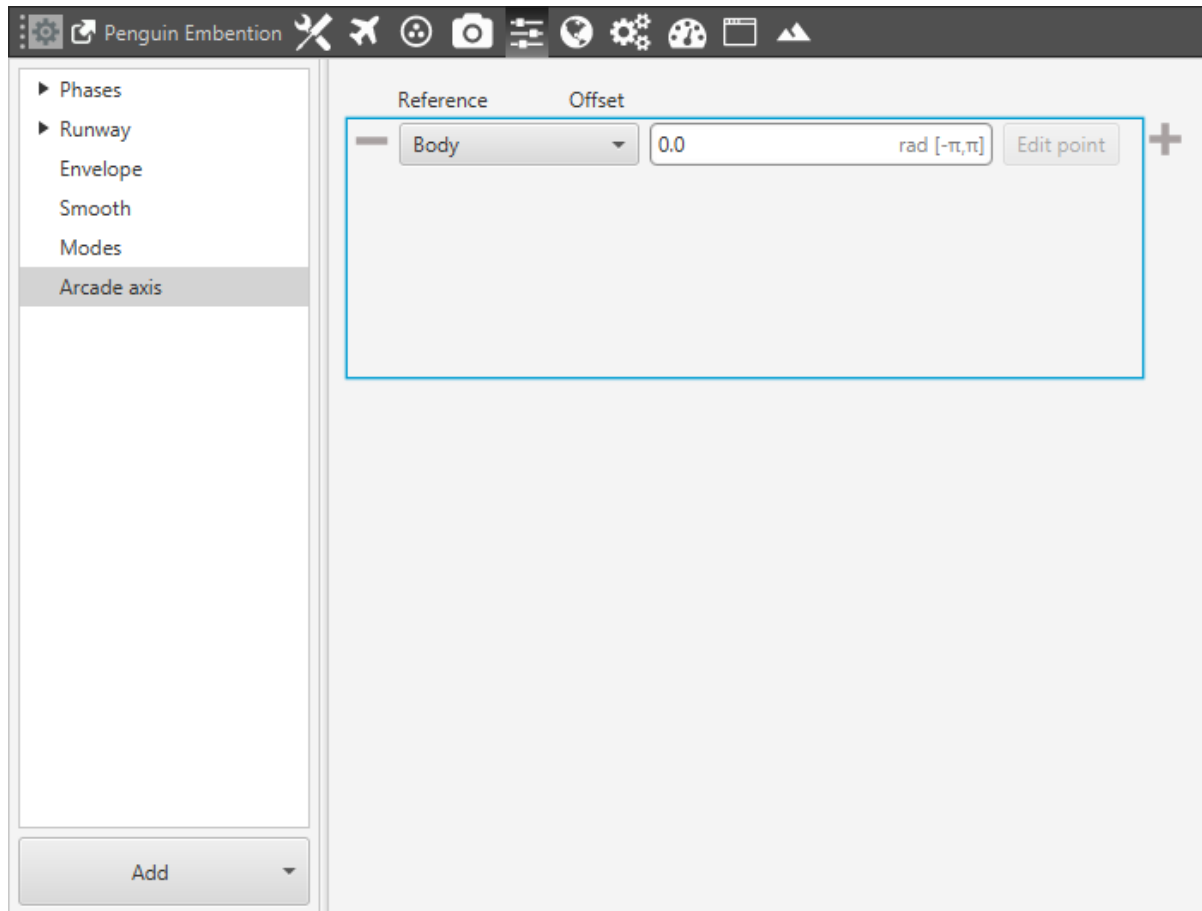 Penguin Embention
Phases
Runway
Envelope
Smooth
Modes
Arcade axis
Add
Reference Offset
Body 0.0 rad [-π,π] Edit point